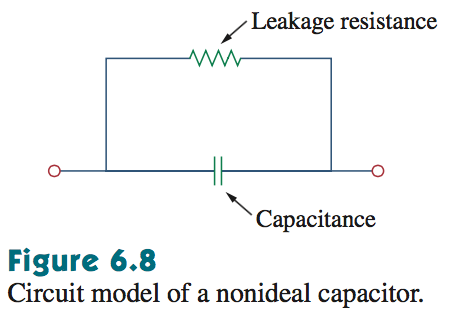 Leakage resistance
Capacitance
Figure 6.8
Circuit model of a nonideal capacitor.